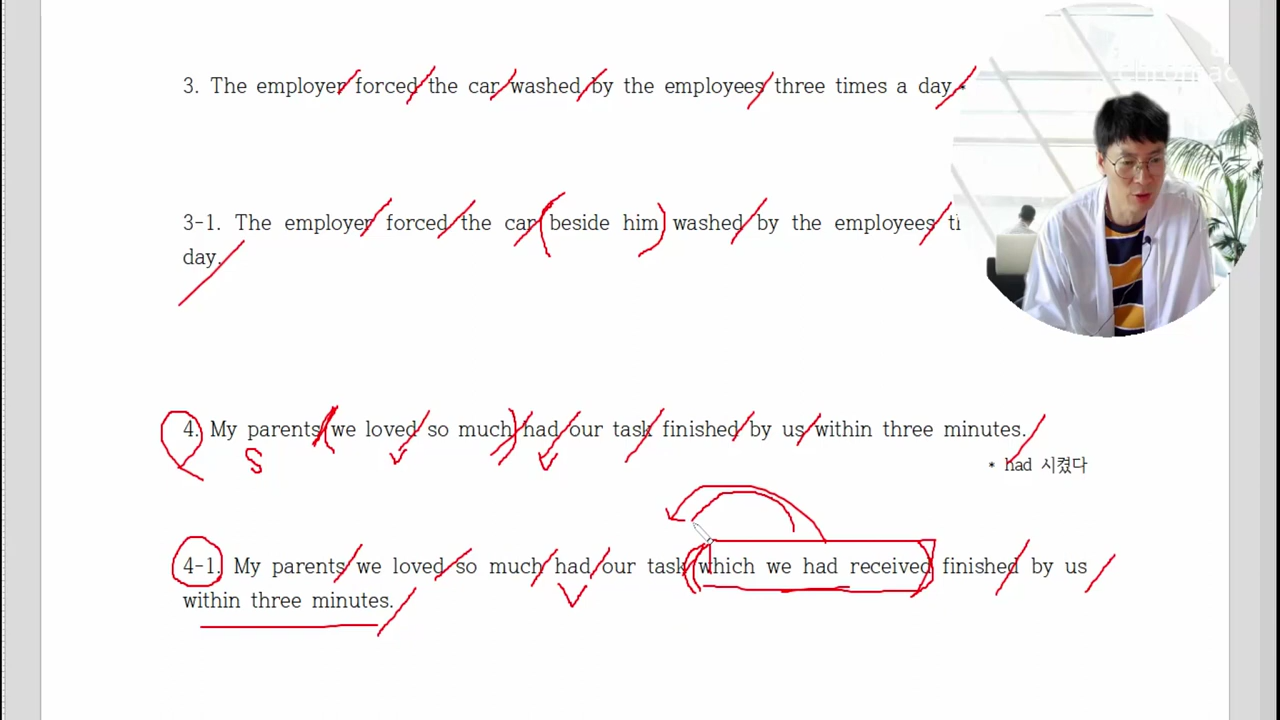 3. The employer forced the car washed by the employees three times a day.
3-1. The employer forced the car beside him washed by the employees
day.
4. My parents we loved so much had our task finished by us within three minutes.
* had 시켰다
S
4-1. My parents we loved so much had our task which we had received finished by us
within three minutes.